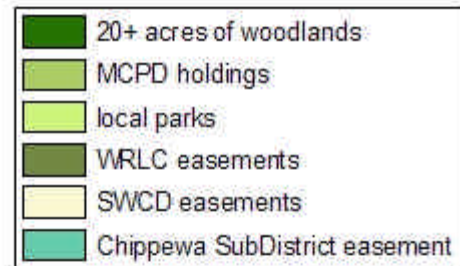 20+ acres of woodlands
MCPD holdings
local parks
WRLC easements
SWCD easements
Chippewa SubDistrict easement